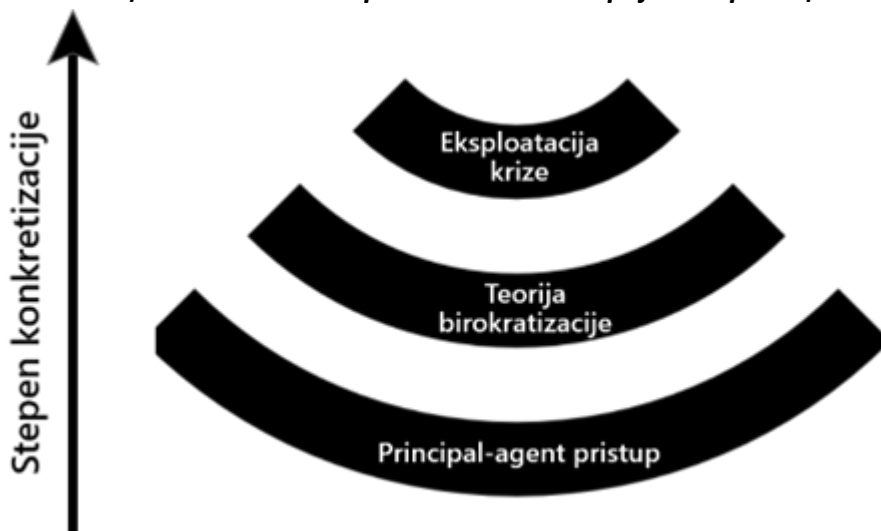 Stepen konkretizacije
Eksploatacija
krize
Teorija
birokratizacije
Principal-agent pristup